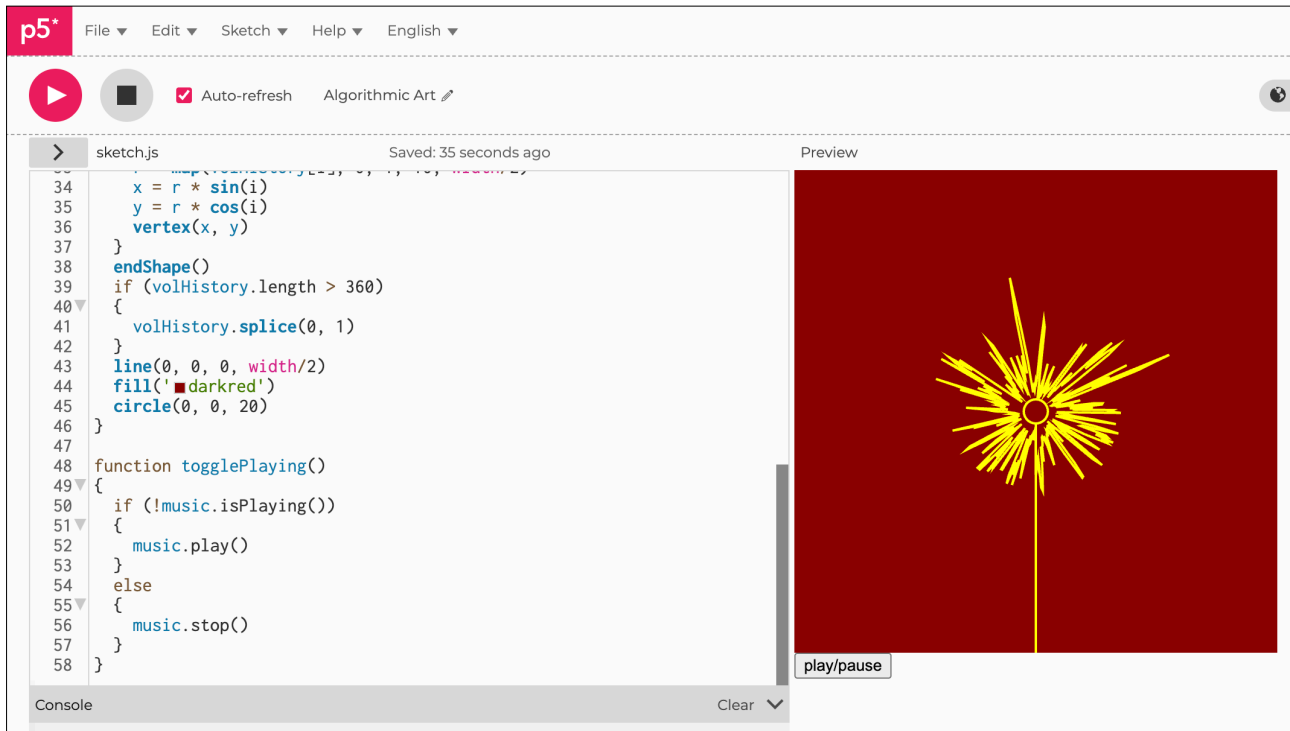 p5* File Edit Sketch Help English
Auto-refresh Algorithmic Art
sketch.js Saved: 35 seconds ago Preview
34 x = r * sin(i)
35 y = r * cos(i)
36 vertex(x, y)
37 }
38 endShape()
39 if (volHistory.length > 360)
40 {
41 volHistory.splice(0, 1)
42 }
43 line(0, 0, 0, width/2)
44 fill('darkred')
45 circle(0, 0, 20)
46 }
47
48 function togglePlaying()
49 {
50 if (!music.isPlaying())
51 {
52 music.play()
53 }
54 else
55 {
56 music.stop()
57 }
58 }
play/pause
Console Clear